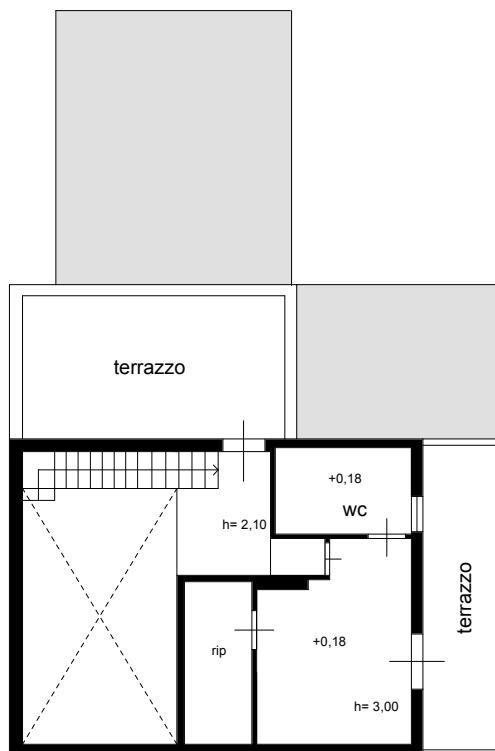 terrazzo
+0,18
wc
h= 2,10
terrazzo
+0,18
rip
h= 3,00